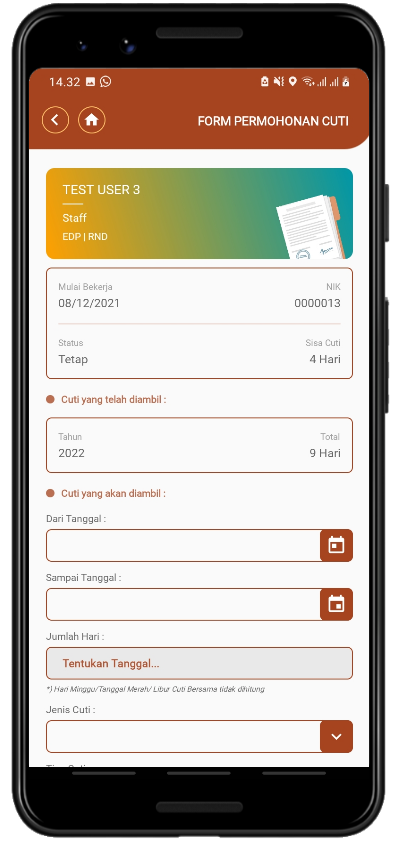 14.32
FORM PERMOHONAN CUTI
TEST USER 3
Staff
EDP | RND
Mulai Bekerja NIK
08/12/2021 0000013
Status Sisa Cuti
Tetap 4 Hari
Cuti yang telah diambil :
Tahun Total
2022 9 Hari
Cuti yang akan diambil :
Dari Tanggal :
Sampai Tanggal :
Jumlah Hari :
Tentukan Tanggal...
*) Hari Minggu/Tanggal Merah/ Libur Cuti Bersama tidak dihitung
Jenis Cuti :